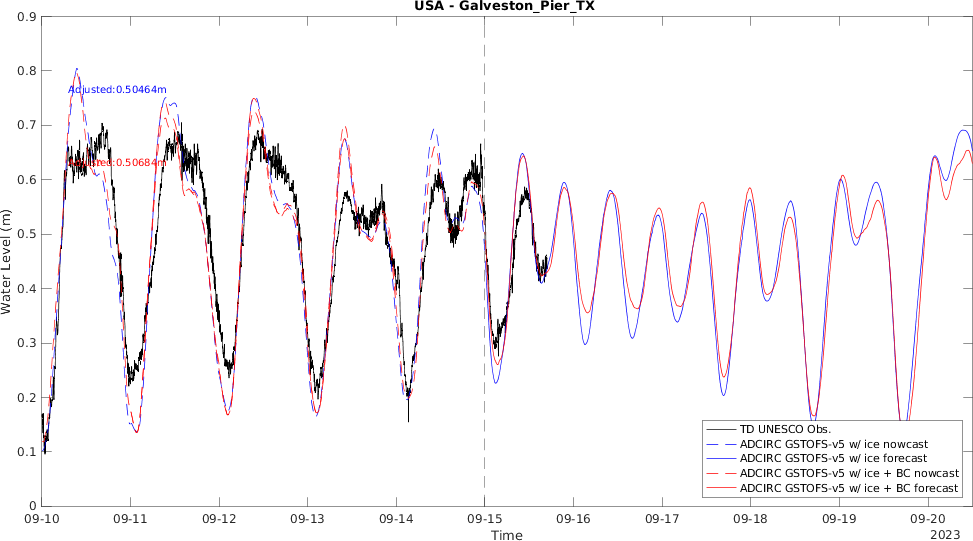 USA - Galveston_Pier_TX
0.9
0.8
Adjusted:0.50464m
0.7
Adjusted:0.50684m
0.6
0.5
Water Level (m)
0.4
0.3
0.2
0.1
0
TD UNESCO Obs.
ADCIRC GSTOFS-v5 w/ ice nowcast
ADCIRC GSTOFS-v5 w/ ice forecast
ADCIRC GSTOFS-v5 w/ ice + BC nowcast
ADCIRC GSTOFS-v5 w/ ice + BC forecast
09-10 09-11 09-12 09-13 09-14 09-15 09-16 09-17 09-18 09-19 09-20
Time
2023